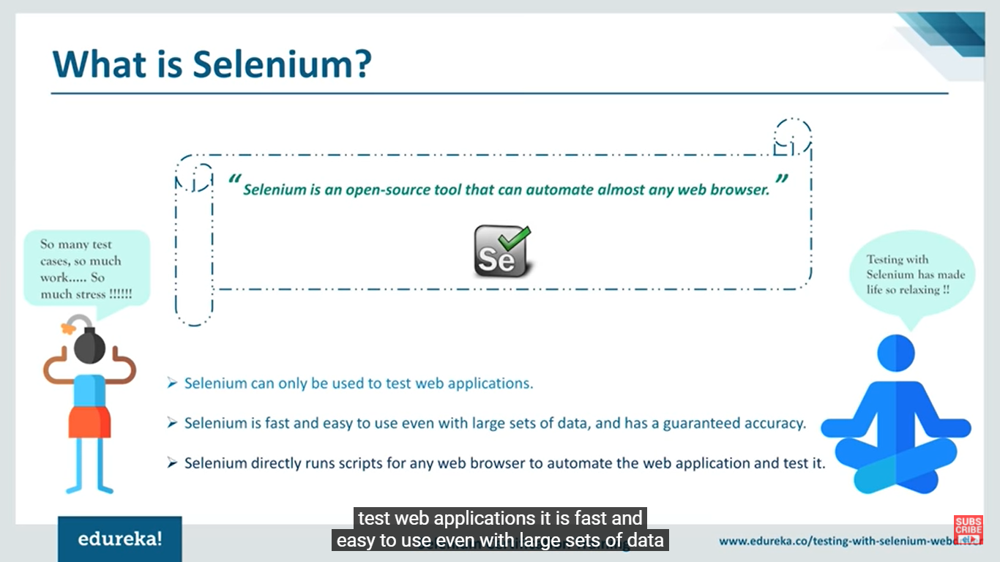 What is Selenium?
“ Selenium is an open-source tool that can automate almost any web browser. ”
Se
So many test
cases, so much
work..... So
much stress !!!!!!
Testing with
Selenium has made
life so relaxing !!
➢ Selenium can only be used to test web applications.
➢ Selenium is fast and easy to use even with large sets of data, and has a guaranteed accuracy.
➢ Selenium directly runs scripts for any web browser to automate the web application and test it.
test web applications it is fast and
easy to use even with large sets of data
edureka!
www.edureka.co/testing-with-selenium-webdriver
SUBS
CRIBE